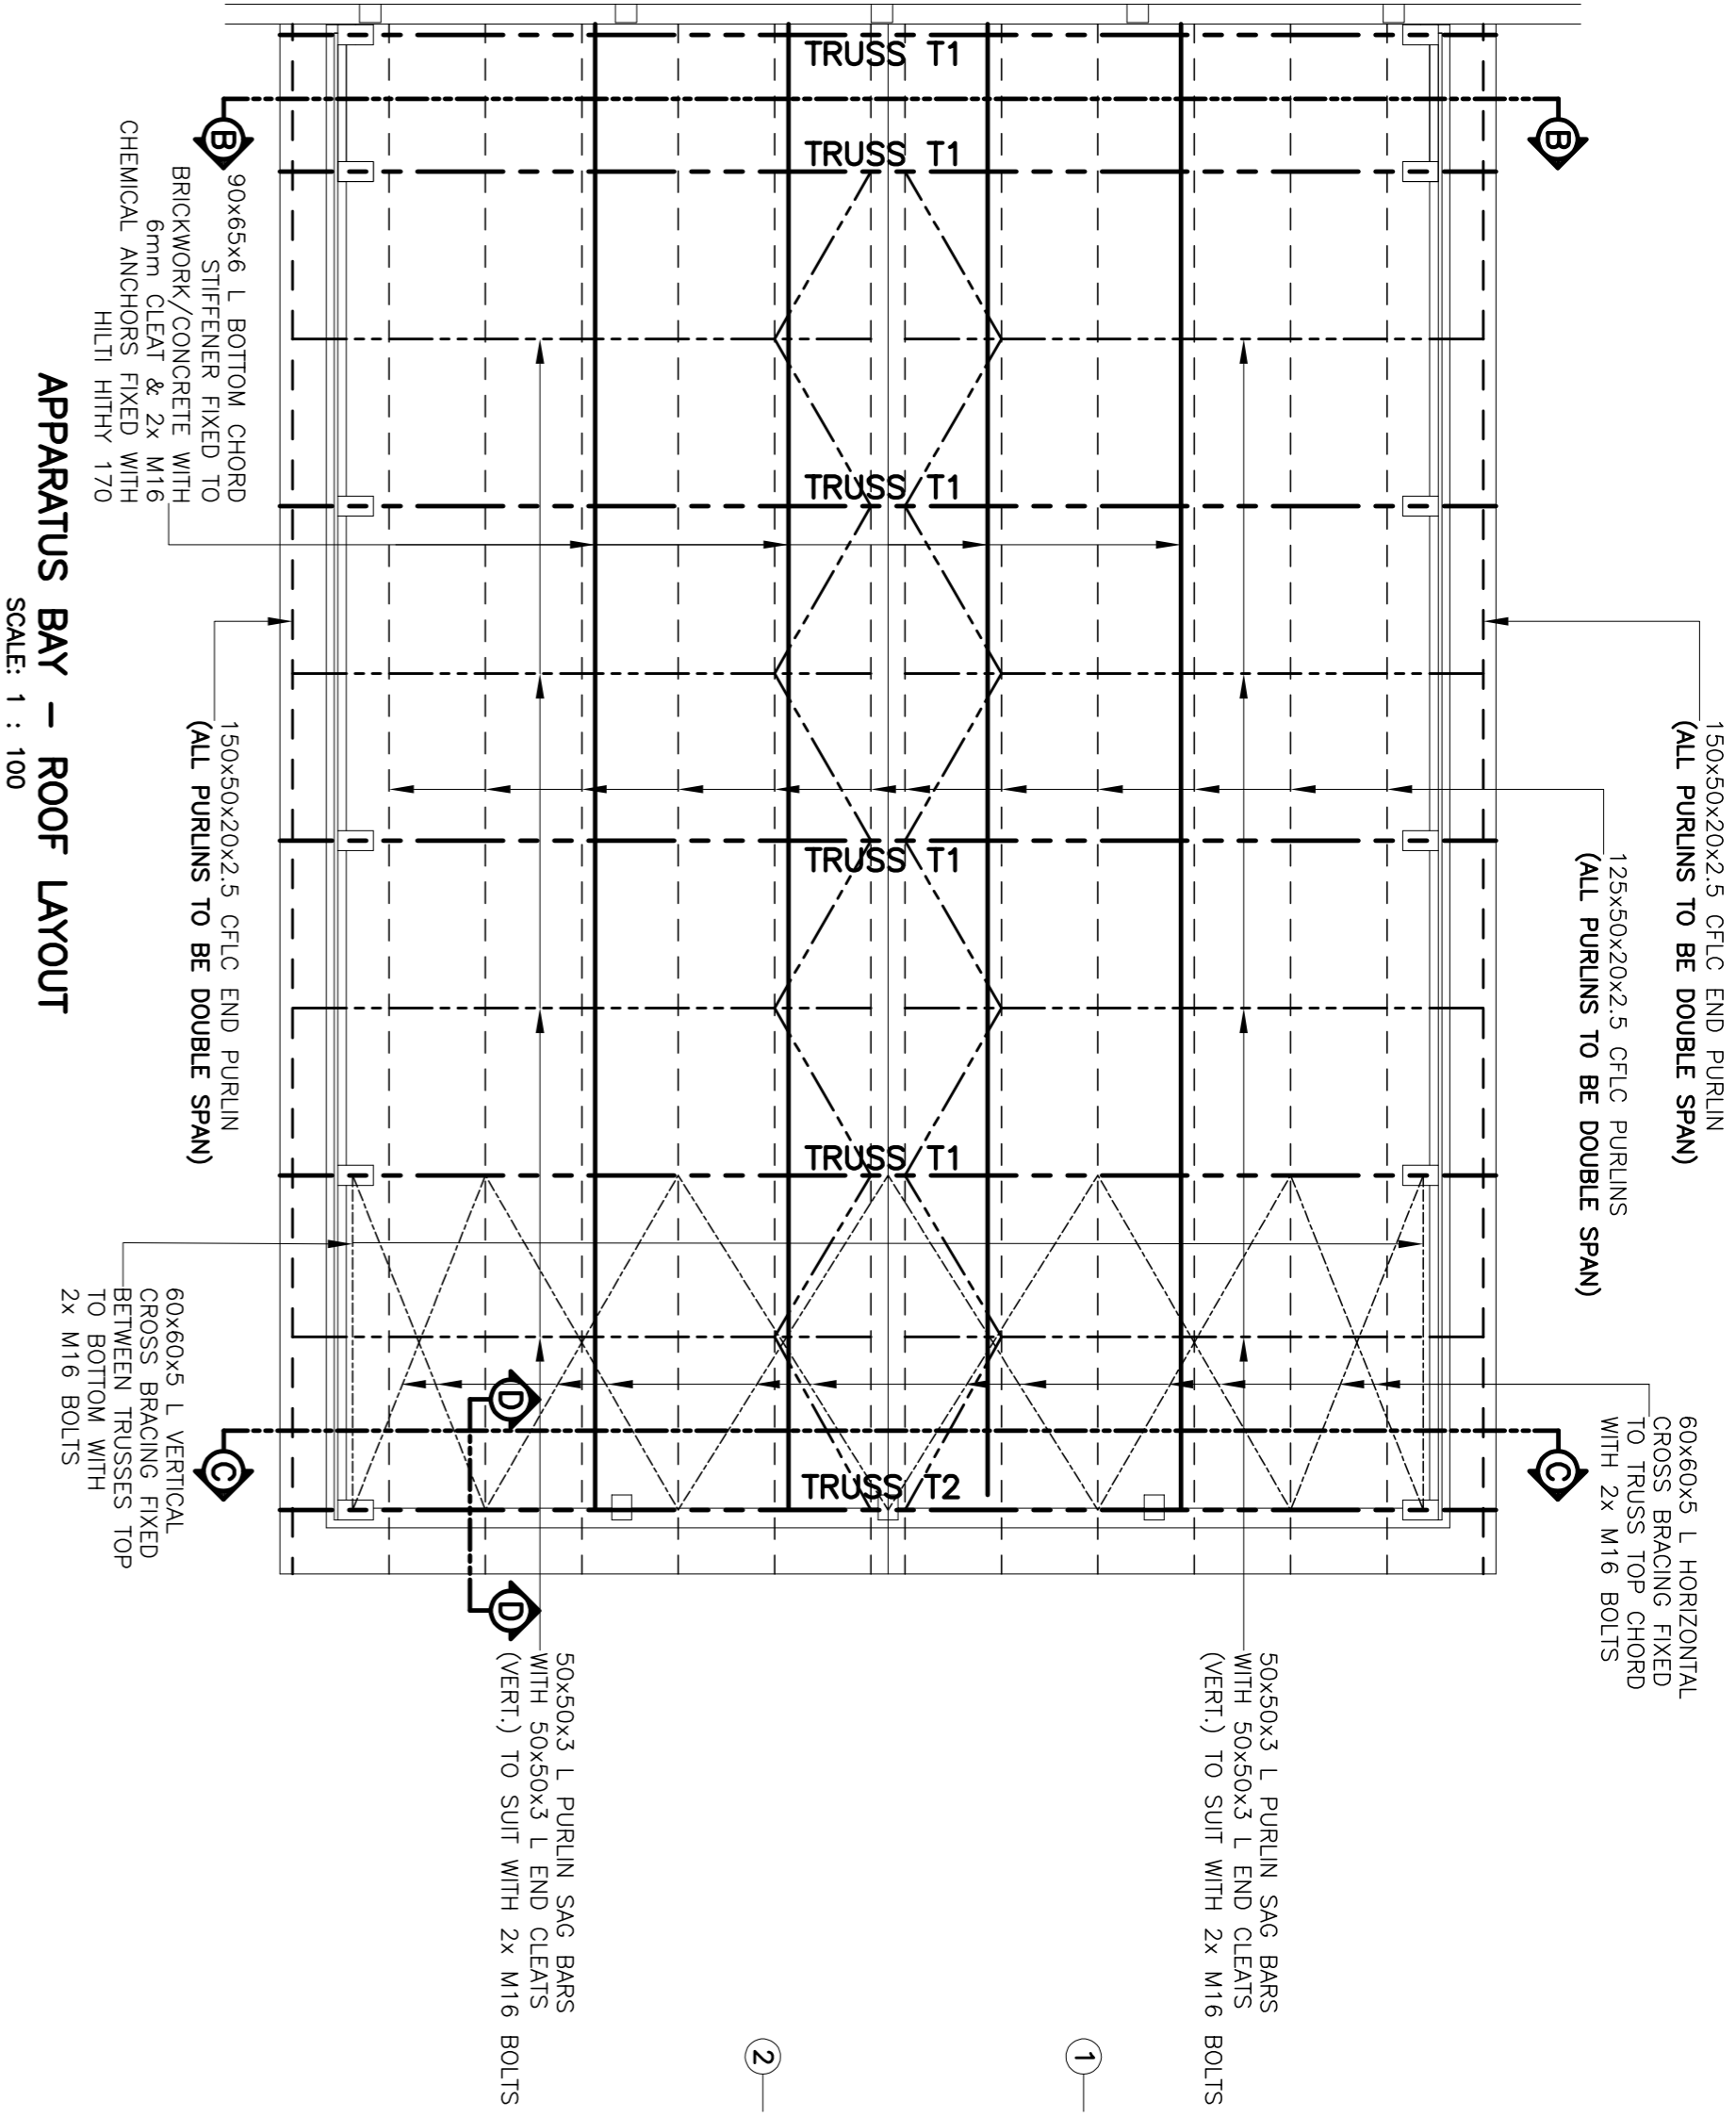 150x50x20x2.5 CFLC END PURLIN
(ALL PURLINS TO BE DOUBLE SPAN)
125x50x20x2.5 CFLC PURLINS
(ALL PURLINS TO BE DOUBLE SPAN)
60x60x5 L HORIZONTAL
CROSS BRACING FIXED
TO TRUSS TOP CHORD
WITH 2x M16 BOLTS
B
C
50x50x3 L PURLIN SAG BARS
WITH 50x50x3 L END CLEATS
(VERT.) TO SUIT WITH 2x M16 BOLTS
1
TRUSS T1
TRUSS T1
TRUSS T1
TRUSS T1
TRUSS T1
TRUSS T2
2
50x50x3 L PURLIN SAG BARS
WITH 50x50x3 L END CLEATS
(VERT.) TO SUIT WITH 2x M16 BOLTS
D
D
B
C
90x65x6 L BOTTOM CHORD
STIFFENER FIXED TO
BRICKWORK/CONCRETE WITH
6mm CLEAT & 2x M16
CHEMICAL ANCHORS FIXED WITH
HILTI HITHY 170
150x50x20x2.5 CFLC END PURLIN
(ALL PURLINS TO BE DOUBLE SPAN)
60x60x5 L VERTICAL
CROSS BRACING FIXED
BETWEEN TRUSSES TOP
TO BOTTOM WITH
2x M16 BOLTS
APPARATUS BAY – ROOF LAYOUT
SCALE: 1 : 100